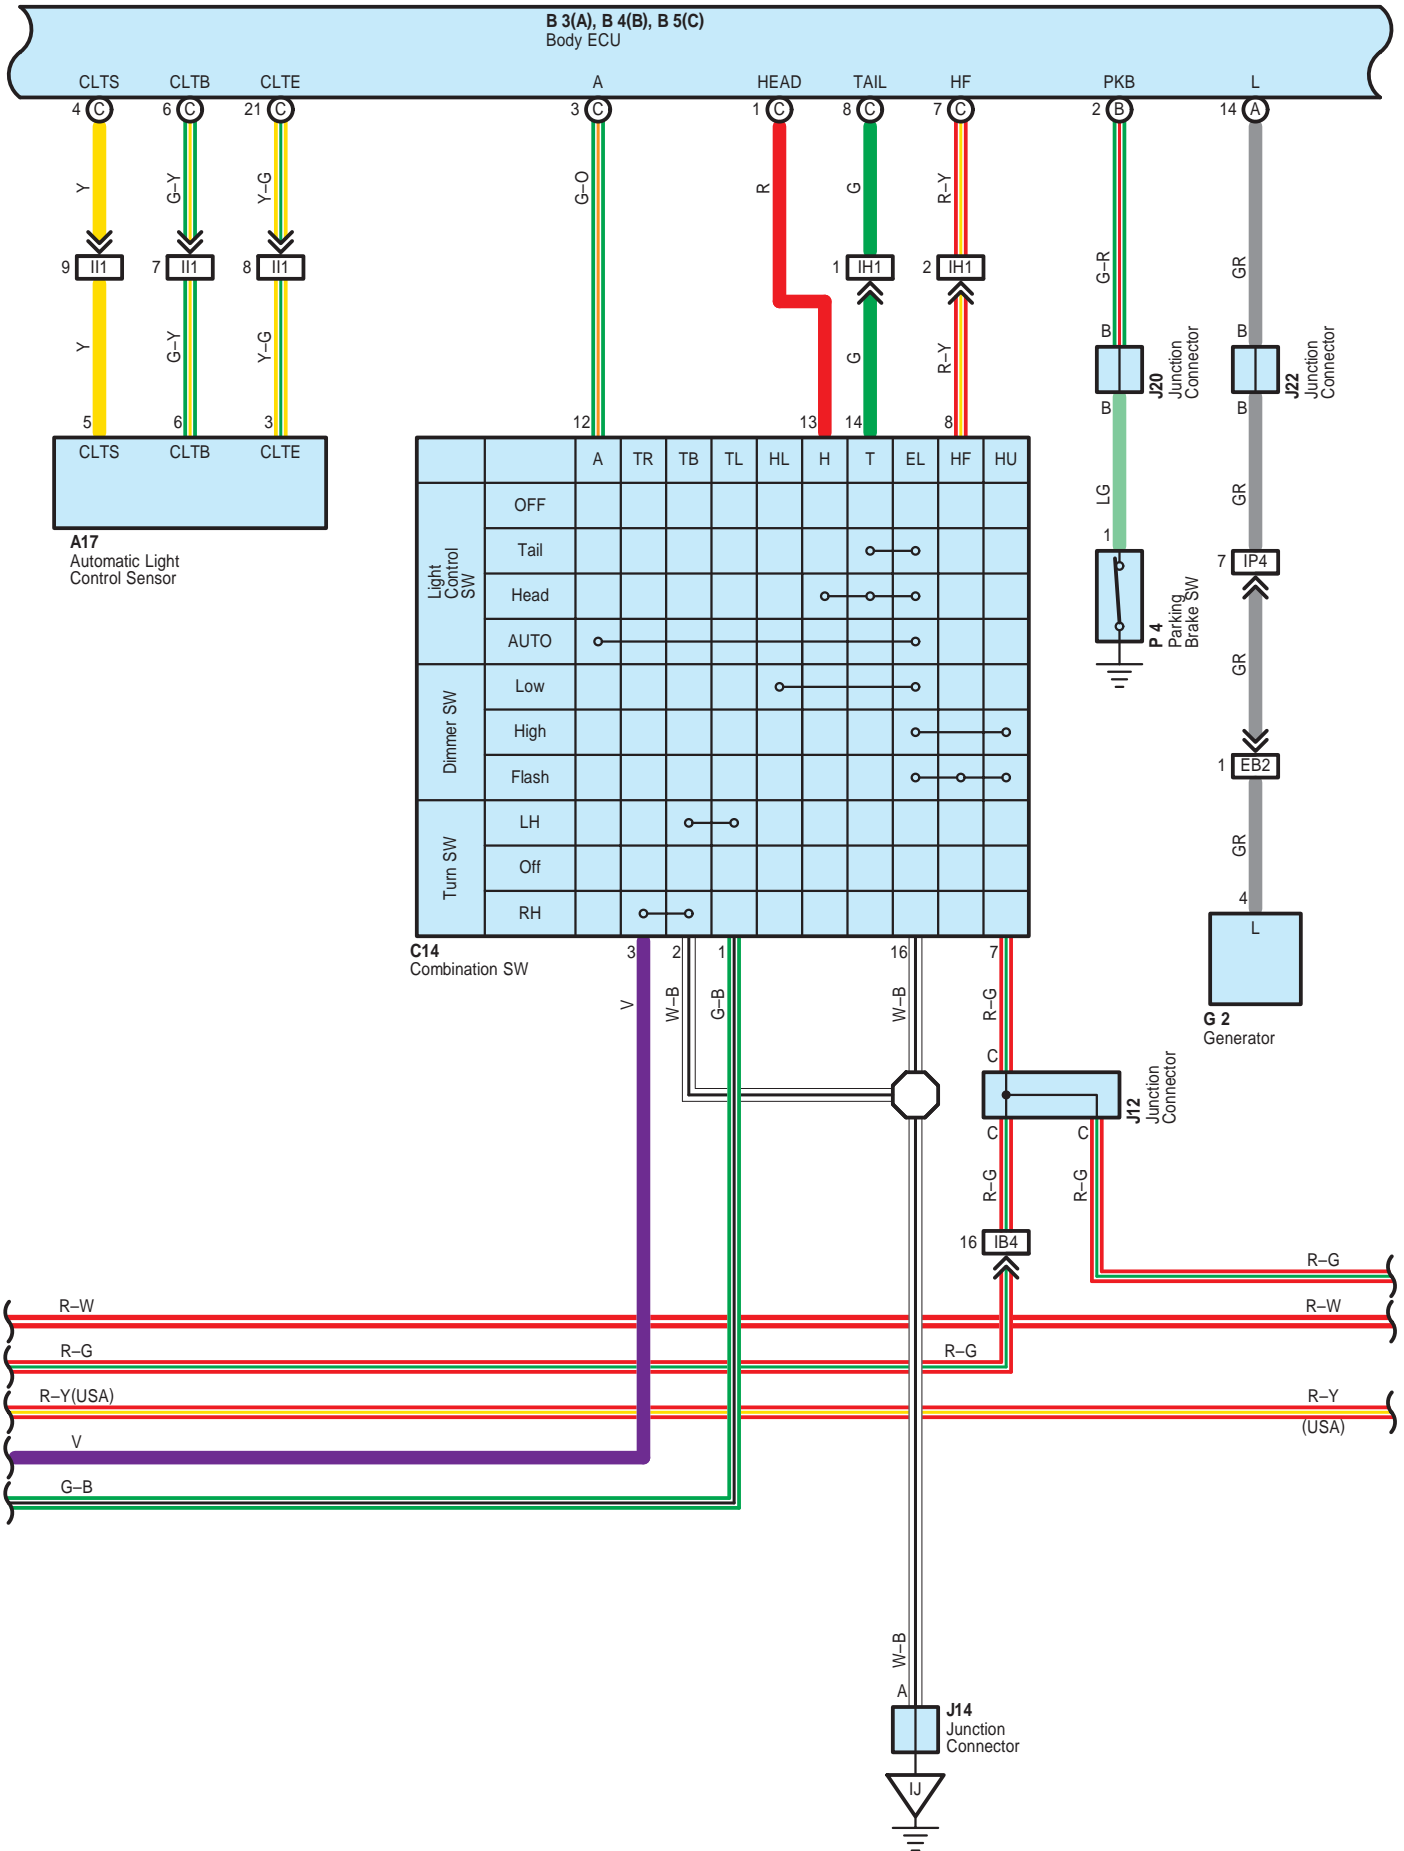 B 3(A), B 4(B), B 5(C)
Body ECU
CLTS CLTB CLTE A HEAD TAIL HF PKB L
4 C 6 C 21 C 3 C 1 C 8 C 7 C 2 B 14 A
Y G–Y Y–G G–O R G R–Y G–R GR
9 II1 7 II1 8 II1 1 IH1 2 IH1
Y G–Y Y–G G R–Y
B B
J20
Junction
Connector
J22
Junction
Connector
B B
5 6 3 12 13 14 8
CLTS CLTB CLTE
A17
Automatic Light
Control Sensor
A TR TB TL HL H T EL HF HU
Light
Control
SW
OFF
Tail
Head
AUTO
Dimmer SW
Low
High
Flash
Turn SW
LH
Off
RH
C14
Combination SW
LG GR
1
P 4
Parking
Brake SW
7 IP4
GR
1 EB2
GR
4
L
G 2
Generator
3 2 1 16 7
V W–B G–B W–B R–G
C
J12
Junction
Connector
C C
R–G R–G
16 IB4
R–G
R–W R–W
R–G R–G
R–Y(USA) R–Y
(USA)
V
G–B
W–B
A
J14
Junction
Connector
IJ